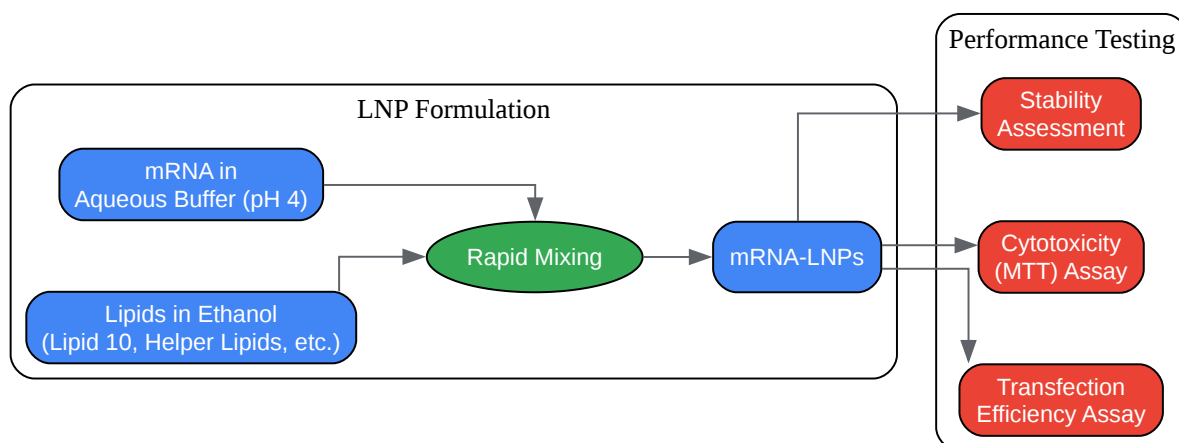 LNP Formulation
mRNA in
Aqueous Buffer (pH 4)
Lipids in Ethanol
(Lipid 10, Helper Lipids, etc.)
Rapid Mixing
mRNA-LNPs
Performance Testing
Stability
Assessment
Cytotoxicity
(MTT) Assay
Transfection
Efficiency Assay